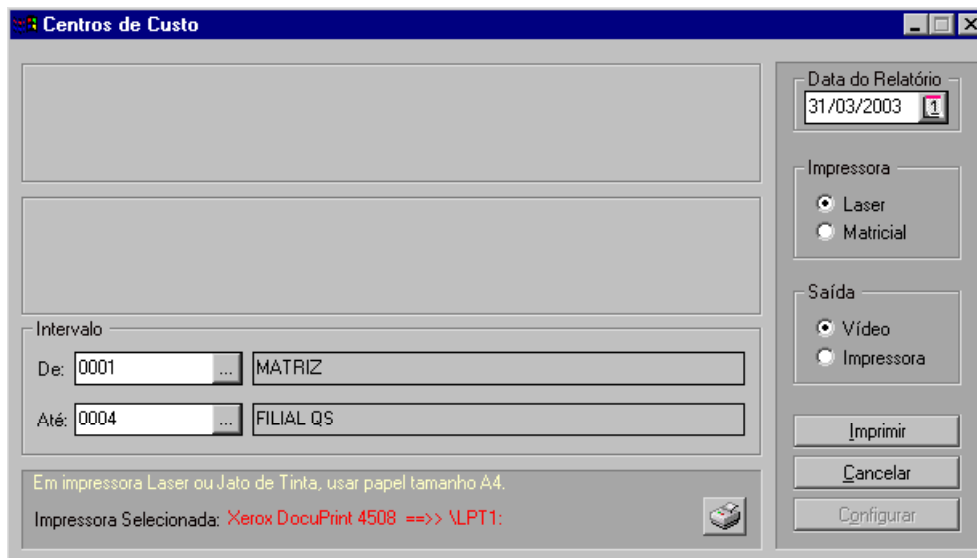 Centros de Custo
Data do Relatório
31/03/2003 1
Impressora
Laser
Matricial
Saída
Vídeo
Impressora
Intervalo
De: 0001 ... MATRIZ
Até: 0004 ... FILIAL QS
Imprimir
Cancelar
Configurar
Em impressora Laser ou Jato de Tinta, usar papel tamanho A4.
Impressora Selecionada: Xerox DocuPrint 4508 ==>> \LPT1: